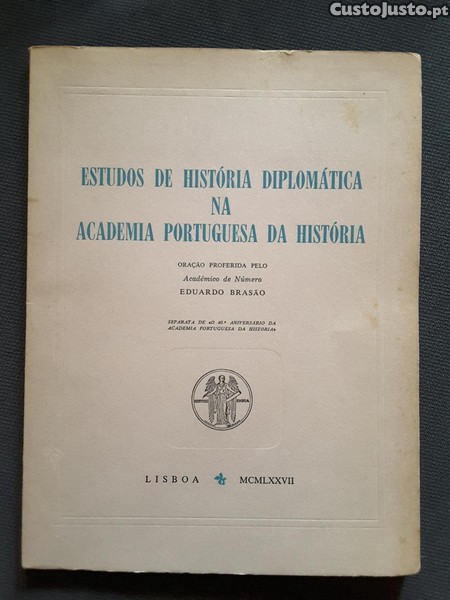 CustoJusto.pt
ESTUDOS DE HISTÓRIA DIPLOMÁTICA
NA
ACADEMIA PORTUGUESA DA HISTÓRIA
ORAÇÃO PROFERIDA PELO
Académico de Número
EDUARDO BRASÃO
SEPARATA DE «O 40.º ANIVERSÁRIO DA
ACADEMIA PORTUGUESA DA HISTÓRIA»
LISBOA MCMLXXVII